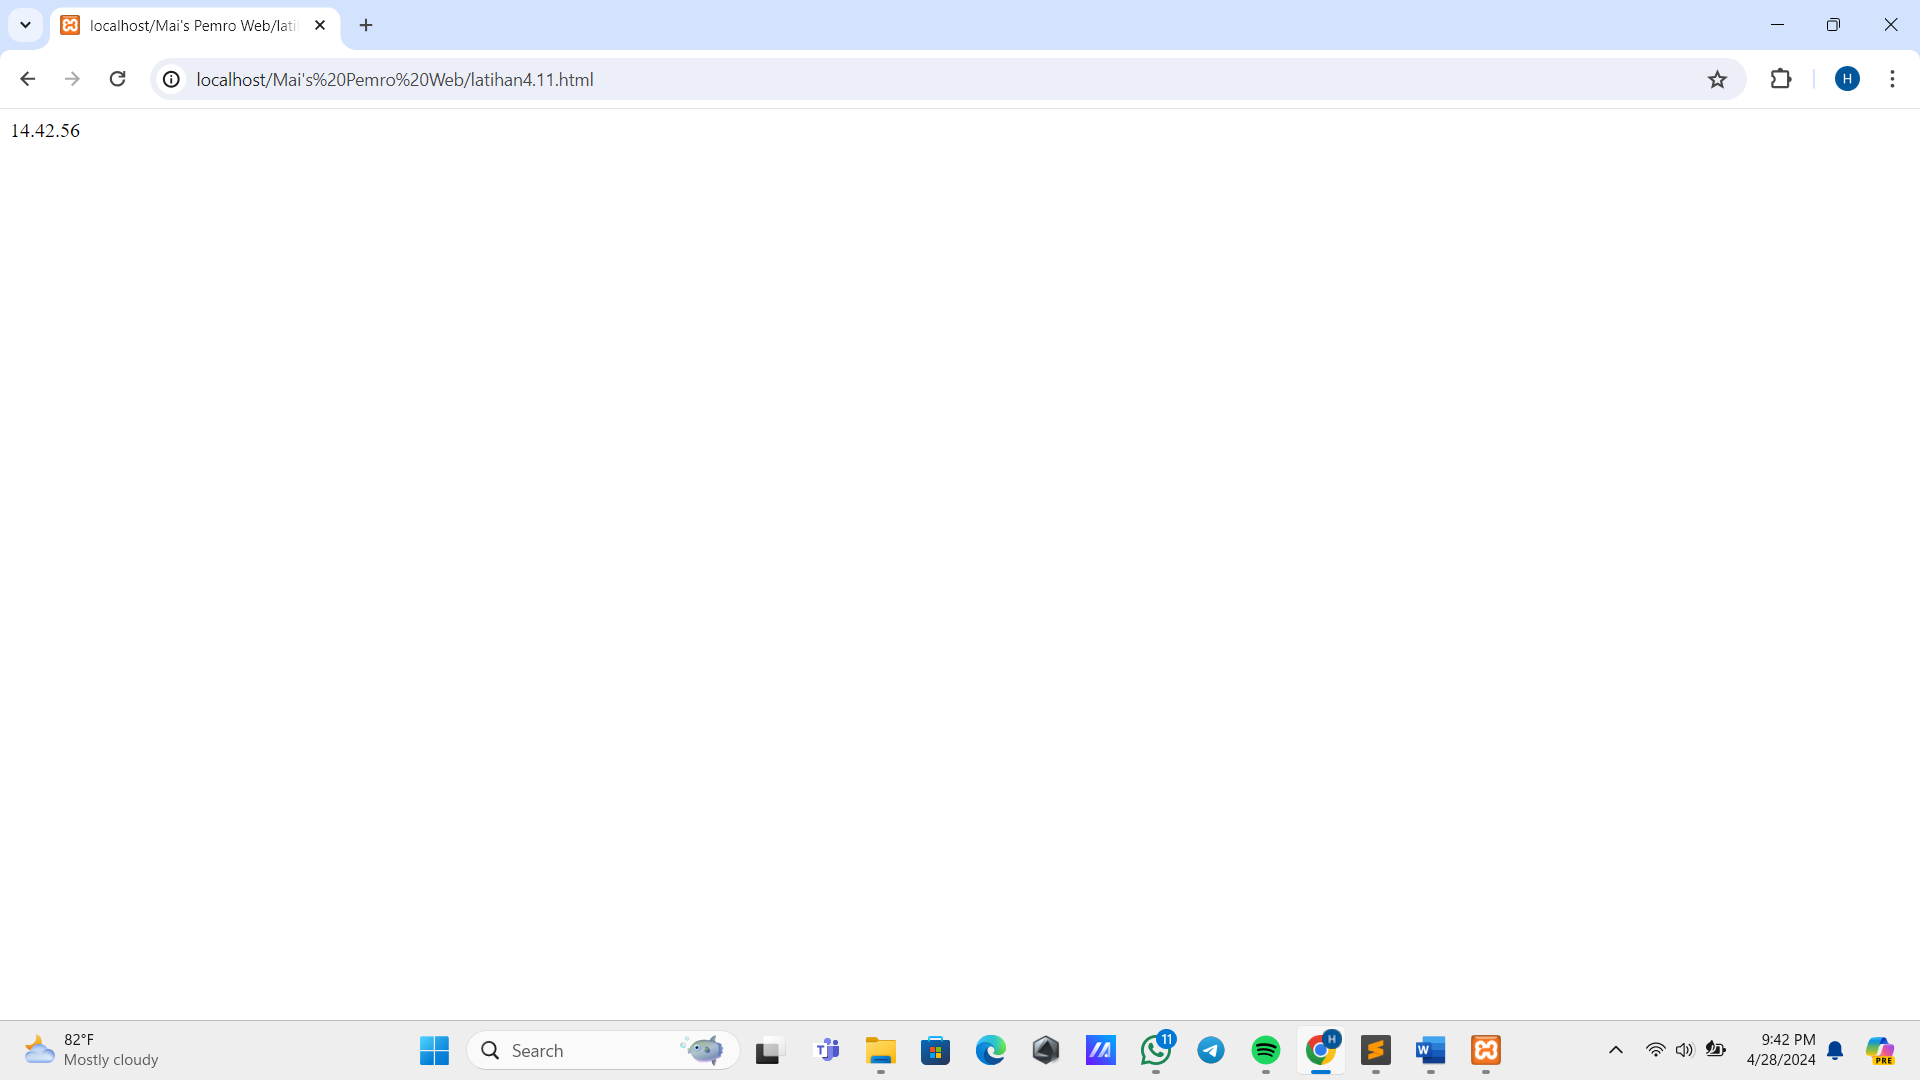 localhost/Mai's Pemro Web/lati
localhost/Mai's%20Pemro%20Web/latihan4.11.html
H
14.42.56
82°F
Mostly cloudy
Search
11
H
9:42 PM
4/28/2024
PRE